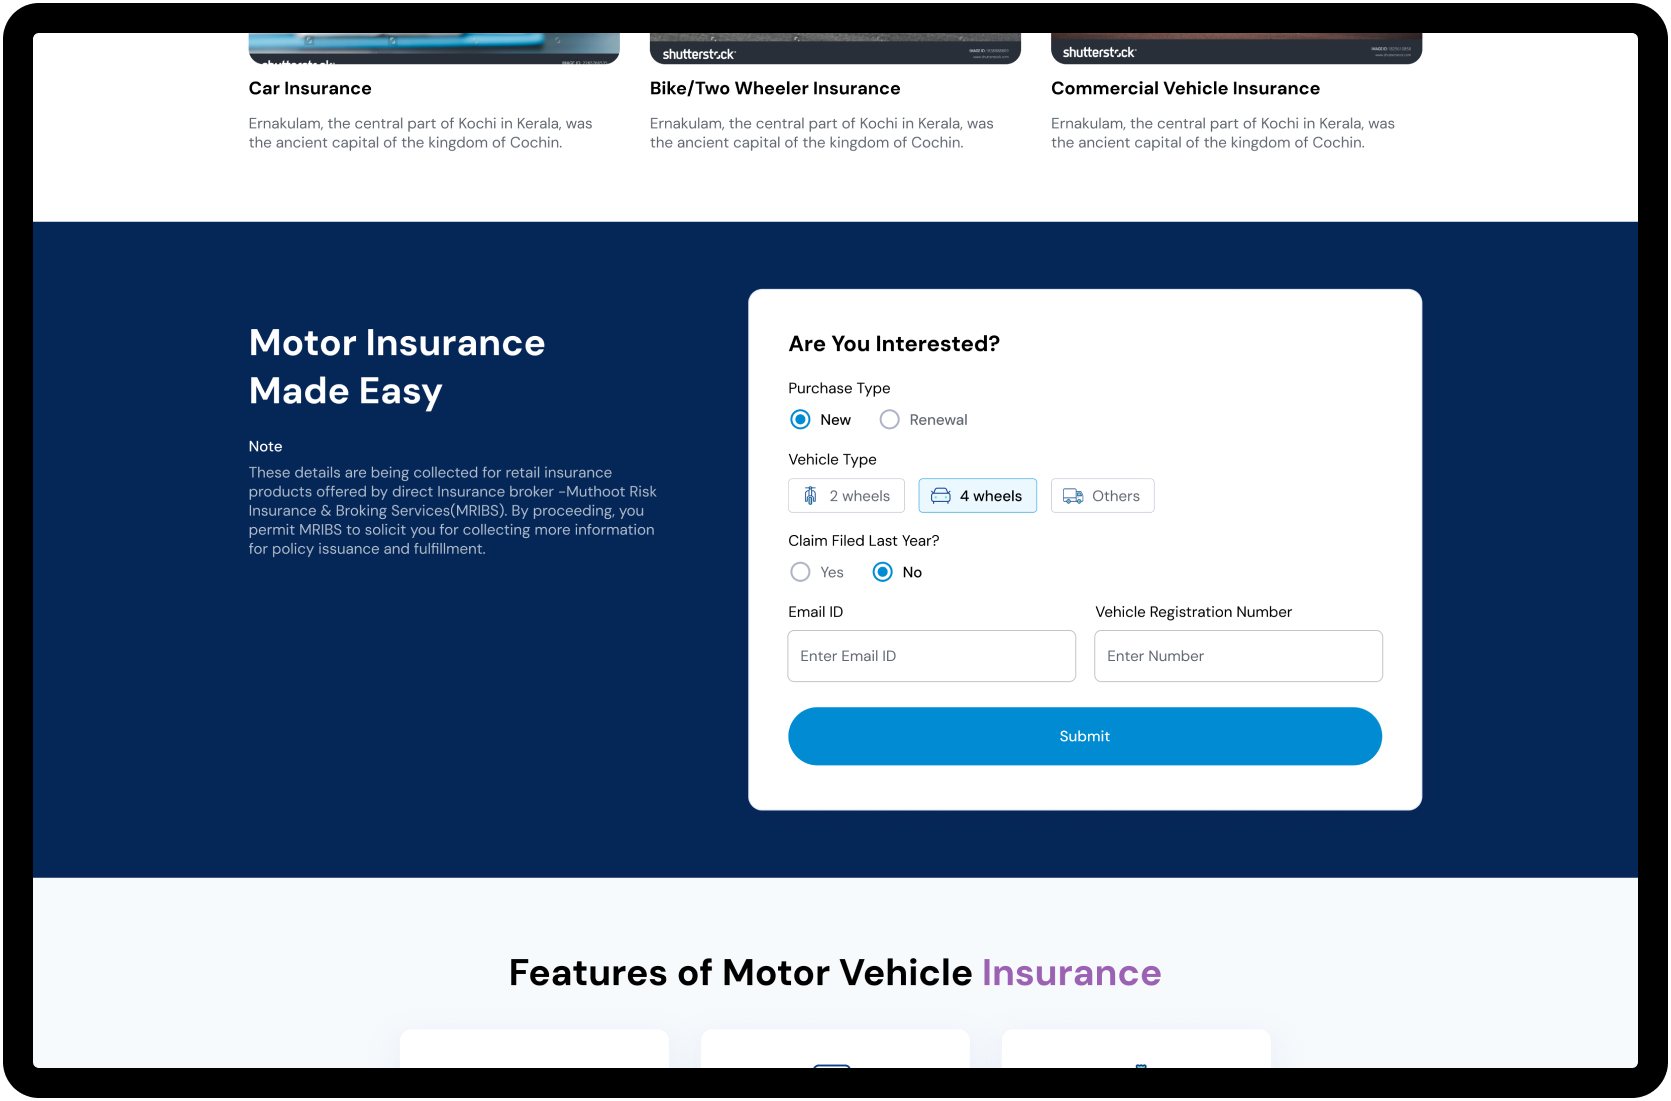 shutterstock
shutterstock
Car Insurance
Bike/Two Wheeler Insurance
Commercial Vehicle Insurance
Ernakulam, the central part of Kochi in Kerala, was
the ancient capital of the kingdom of Cochin.
Ernakulam, the central part of Kochi in Kerala, was
the ancient capital of the kingdom of Cochin.
Ernakulam, the central part of Kochi in Kerala, was
the ancient capital of the kingdom of Cochin.
Motor Insurance
Made Easy
Note
These details are being collected for retail insurance
products offered by direct Insurance broker -Muthoot Risk
Insurance & Broking Services(MRIBS). By proceeding, you
permit MRIBS to solicit you for collecting more information
for policy issuance and fulfillment.
Are You Interested?
Purchase Type
New
Renewal
Vehicle Type
2 wheels
4 wheels
Others
Claim Filed Last Year?
Yes
No
Email ID
Vehicle Registration Number
Enter Email ID
Enter Number
Submit
Features of Motor Vehicle Insurance